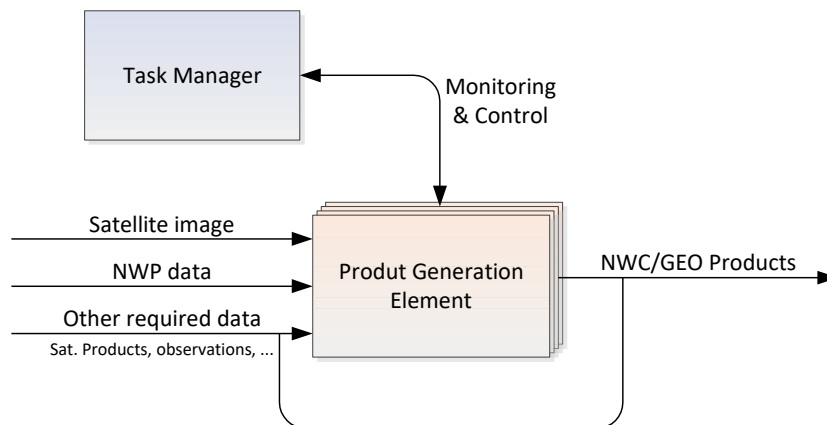 Task Manager
Monitoring
& Control
Satellite image
NWP data
Other required data
Sat. Products, observations, ...
Produt Generation
Element
NWC/GEO Products